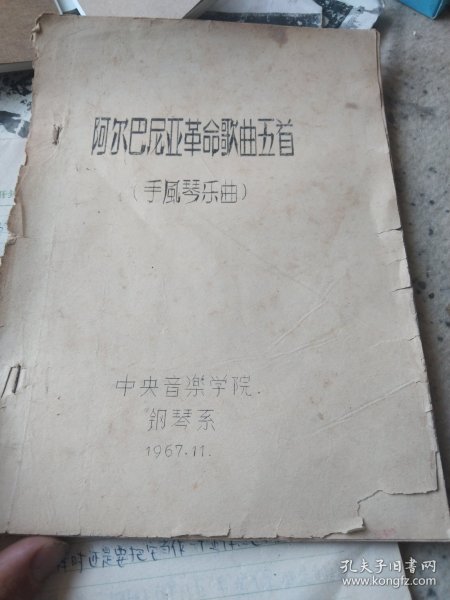 阿尔巴尼亚革命歌曲五首
（手風琴乐曲）
中央音楽学院.
鋼琴系
1967.11.
孔夫子旧书网
www.kongfz.com